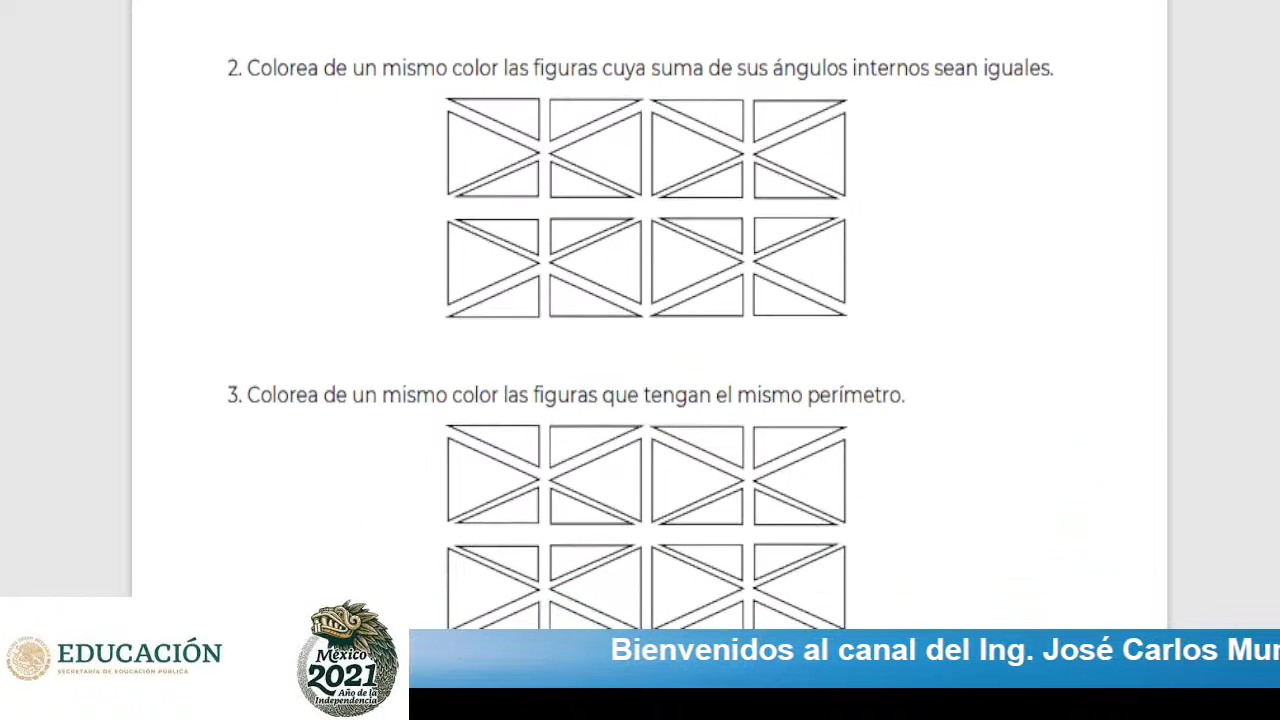 2. Colorea de un mismo color las figuras cuya suma de sus ángulos internos sean iguales.
3. Colorea de un mismo color las figuras que tengan el mismo perímetro.
EDUCACIÓN
SECRETARÍA DE EDUCACIÓN PÚBLICA
México
2021
Año de la
Independencia
Bienvenidos al canal del Ing. José Carlos Mur